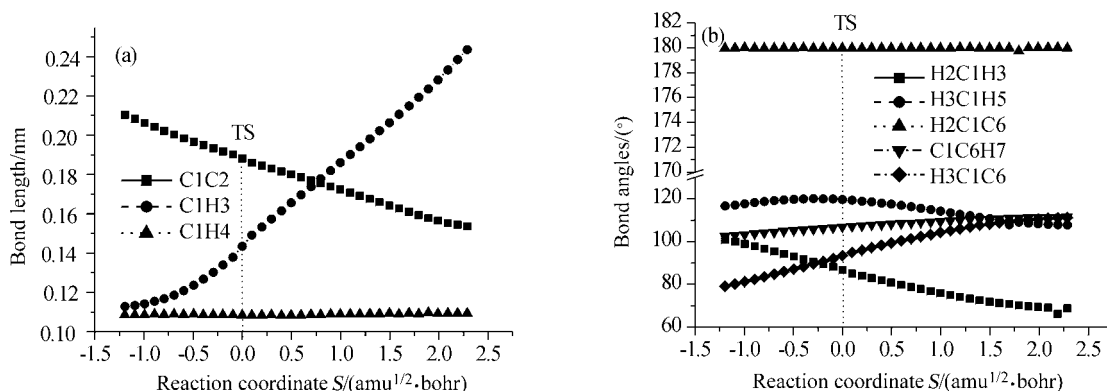 (a)
TS
C1C2
C1H3
C1H4
Bond length/nm
0.24
0.22
0.20
0.18
0.16
0.14
0.12
0.10
-1.5 -1.0 -0.5 0.0 0.5 1.0 1.5 2.0 2.5
Reaction coordinate S/(amu1/2·bohr)
TS
(b)
H2C1H3
H3C1H5
H2C1C6
C1C6H7
H3C1C6
Bond angles/(°)
182
180
178
176
174
172
170
120
100
80
60
-1.5 -1.0 -0.5 0.0 0.5 1.0 1.5 2.0 2.5
Reaction coordinate S/(amu1/2·bohr)